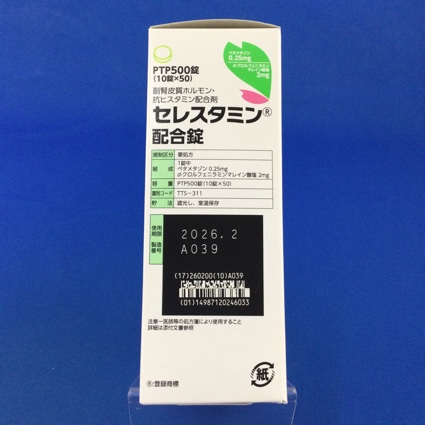 PTP500錠
(10錠×50)
ベタメタゾン
0.25mg
d-クロルフェニラミン
マレイン酸塩
2mg
副腎皮質ホルモン・
抗ヒスタミン配合剤
セレスタミン®
配合錠
規制区分 要処方
組成 1錠中
ベタメタゾン 0.25mg
d-クロルフェニラミンマレイン酸塩 2mg
容量 PTP500錠(10錠×50)
識別コード TTS-311
貯法 遮光し、室温保存
使用
期限
2026.2
製造
番号
A039
(17)260200(10)A039
(01)14987120246033
注意-医師等の処方箋により使用すること
詳細は添付文書参照
紙
®:登録商標